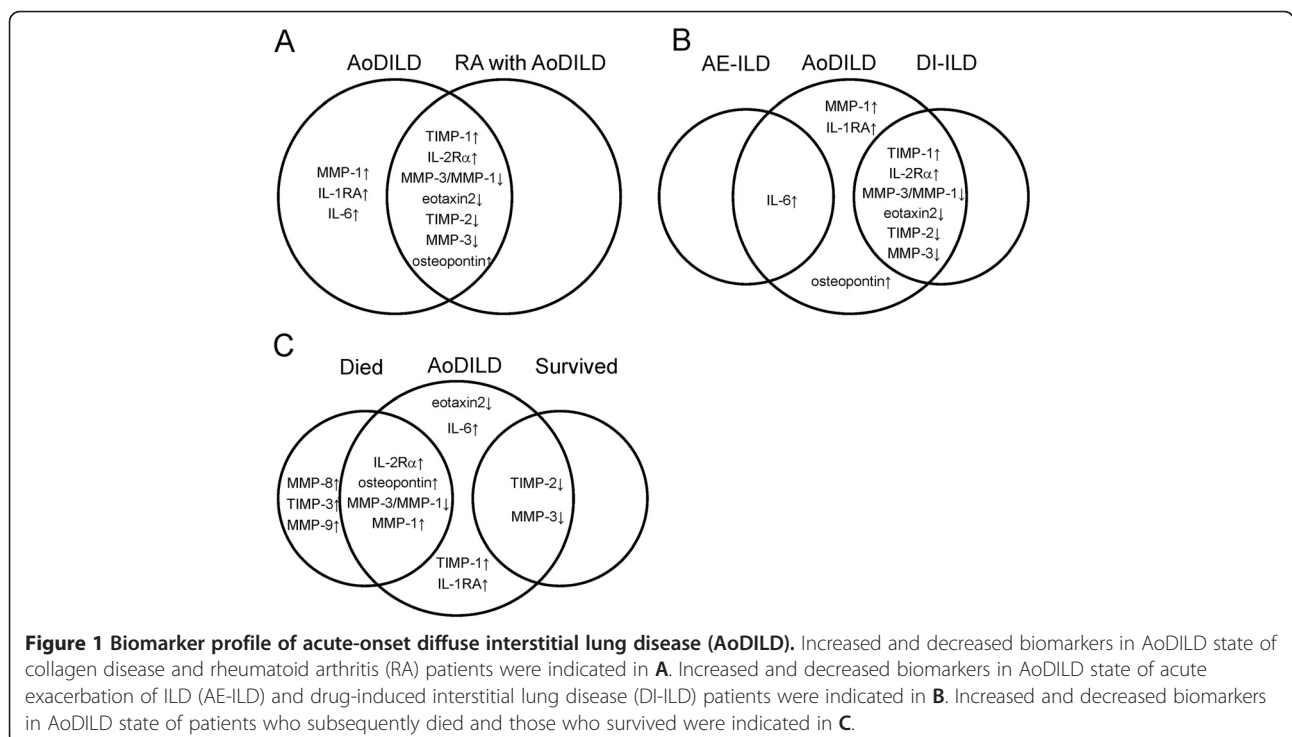 A
AoDILD
RA with AoDILD
MMP-1↑
IL-1RA↑
IL-6↑
TIMP-1↑
IL-2Rα↑
MMP-3/MMP-1↓
eotaxin2↓
TIMP-2↓
MMP-3↓
osteopontin↑
B
AE-ILD
AoDILD
DI-ILD
MMP-1↑
IL-1RA↑
IL-6↑
TIMP-1↑
IL-2Rα↑
MMP-3/MMP-1↓
eotaxin2↓
TIMP-2↓
MMP-3↓
osteopontin↑
C
Died
AoDILD
Survived
eotaxin2↓
IL-6↑
MMP-8↑
TIMP-3↑
MMP-9↑
IL-2Rα↑
osteopontin↑
MMP-3/MMP-1↓
MMP-1↑
TIMP-2↓
MMP-3↓
TIMP-1↑
IL-1RA↑
Figure 1 Biomarker profile of acute-onset diffuse interstitial lung disease (AoDILD). Increased and decreased biomarkers in AoDILD state of
collagen disease and rheumatoid arthritis (RA) patients were indicated in A. Increased and decreased biomarkers in AoDILD state of acute
exacerbation of ILD (AE-ILD) and drug-induced interstitial lung disease (DI-ILD) patients were indicated in B. Increased and decreased biomarkers
in AoDILD state of patients who subsequently died and those who survived were indicated in C.